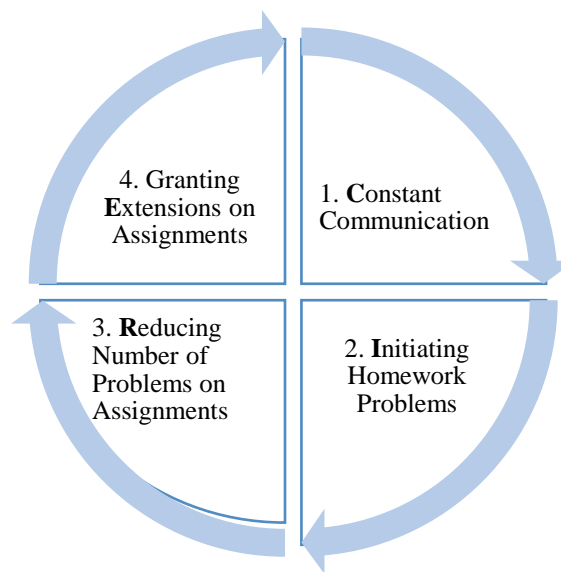 1. Constant
Communication
2. Initiating
Homework
Problems
3. Reducing
Number of
Problems on
Assignments
4. Granting
Extensions on
Assignments